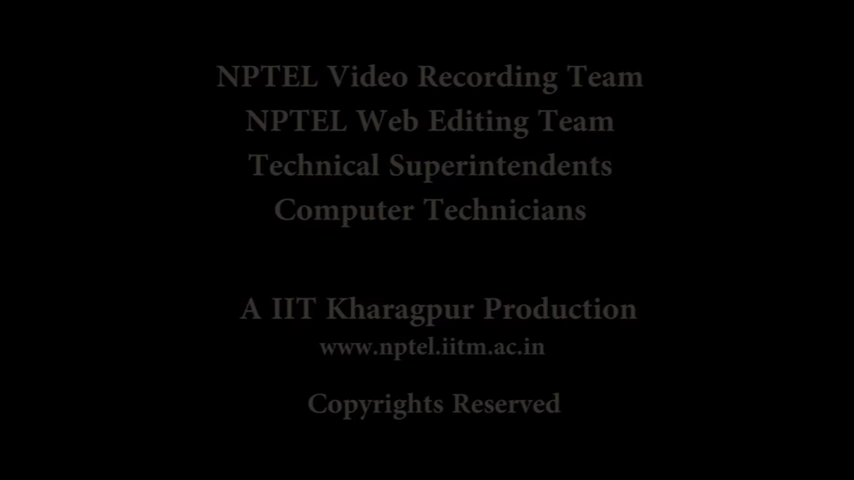 NPTEL Video Recording Team
NPTEL Web Editing Team
Technical Superintendents
Computer Technicians
A IIT Kharagpur Production
www.nptel.iitm.ac.in
Copyrights Reserved